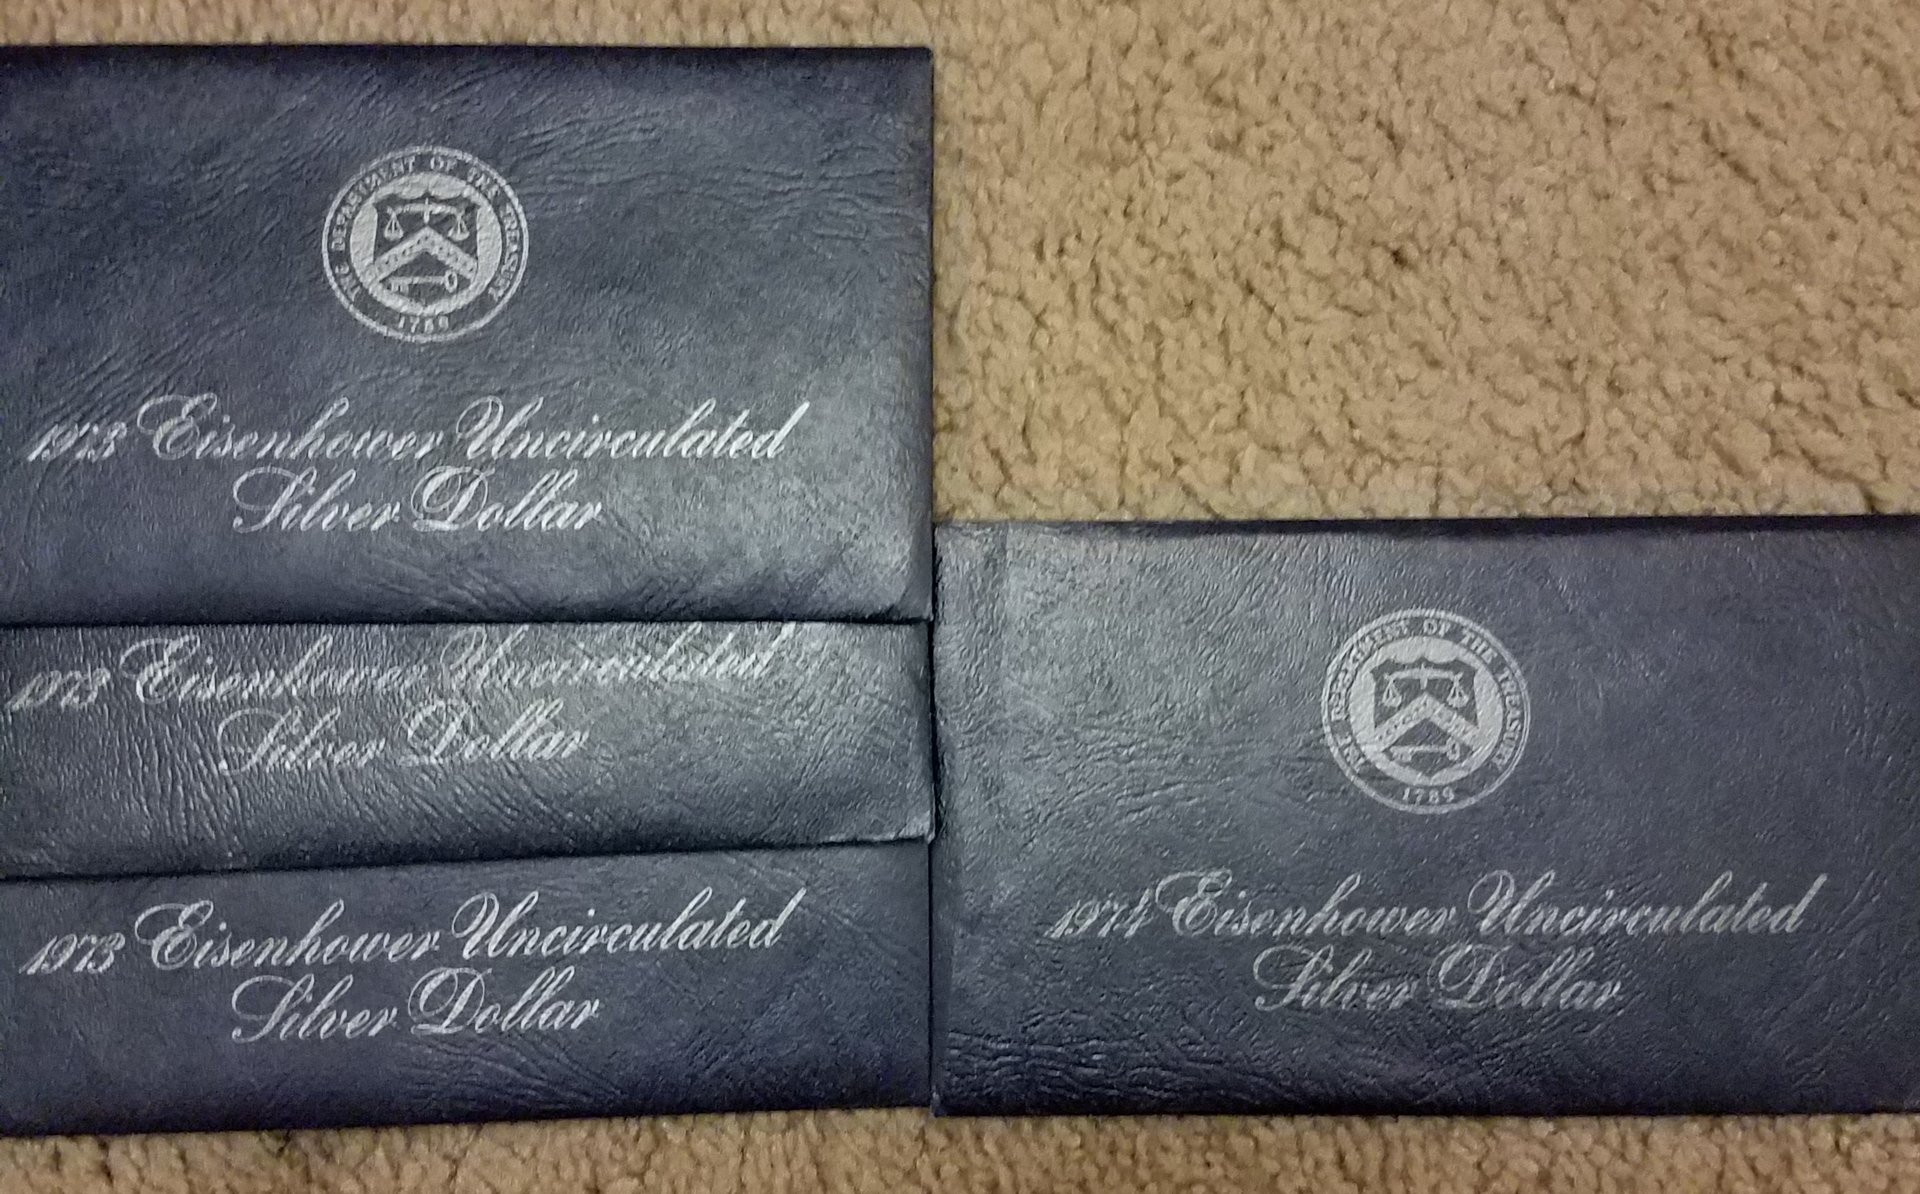 THE DEPARTMENT OF THE TREASURY
1789
1973 Eisenhower Uncirculated
Silver Dollar
1973 Eisenhower Uncirculated
Silver Dollar
1973 Eisenhower Uncirculated
Silver Dollar
THE DEPARTMENT OF THE TREASURY
1789
1974 Eisenhower Uncirculated
Silver Dollar